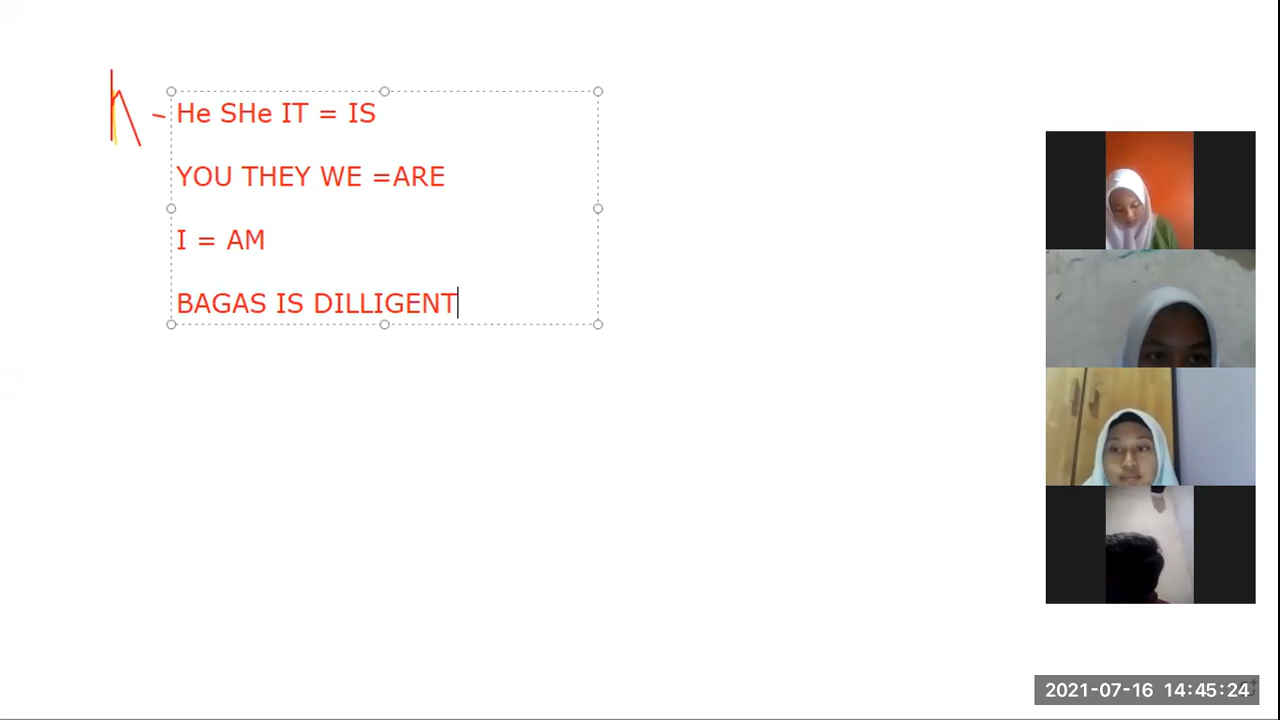 He SHe IT = IS
YOU THEY WE =ARE
I = AM
BAGAS IS DILLIGENT
2021-07-16 14:45:24